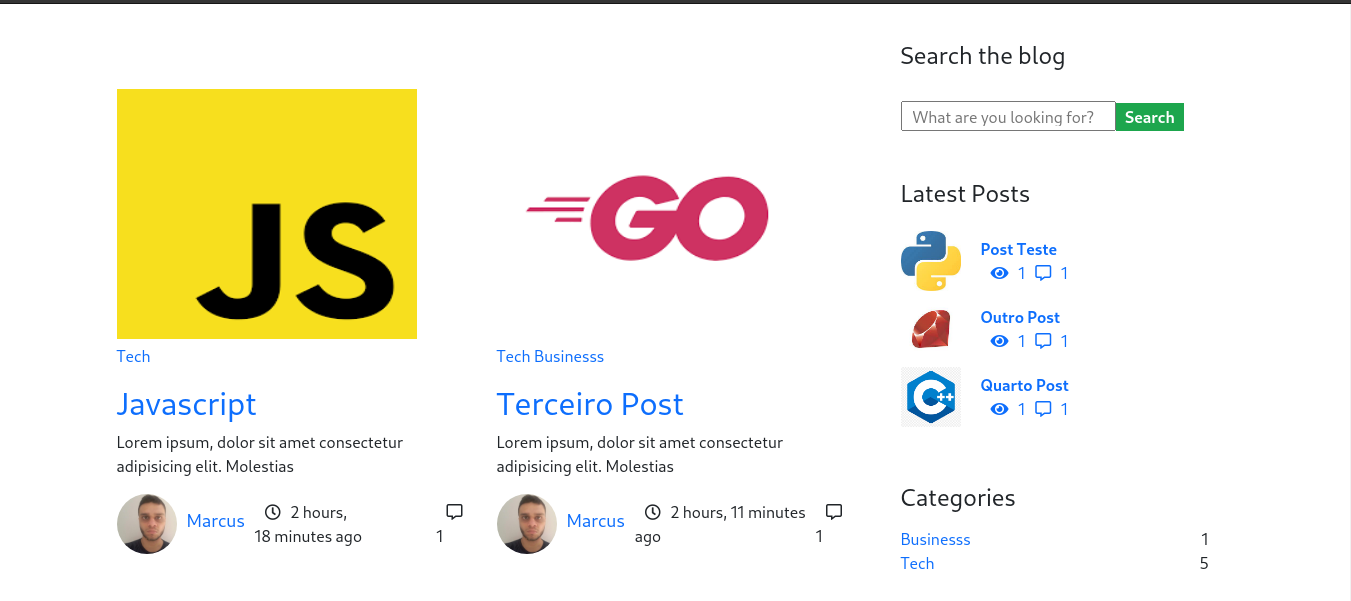 JS
Tech
Javascript
Lorem ipsum, dolor sit amet consectetur
adipisicing elit. Molestias
Marcus
2 hours,
18 minutes ago
1
GO
Tech Businesss
Terceiro Post
Lorem ipsum, dolor sit amet consectetur
adipisicing elit. Molestias
Marcus
2 hours, 11 minutes
ago
1
Search the blog
What are you looking for? Search
Latest Posts
Post Teste
1 1
Outro Post
1 1
C++
Quarto Post
1 1
Categories
Businesss 1
Tech 5